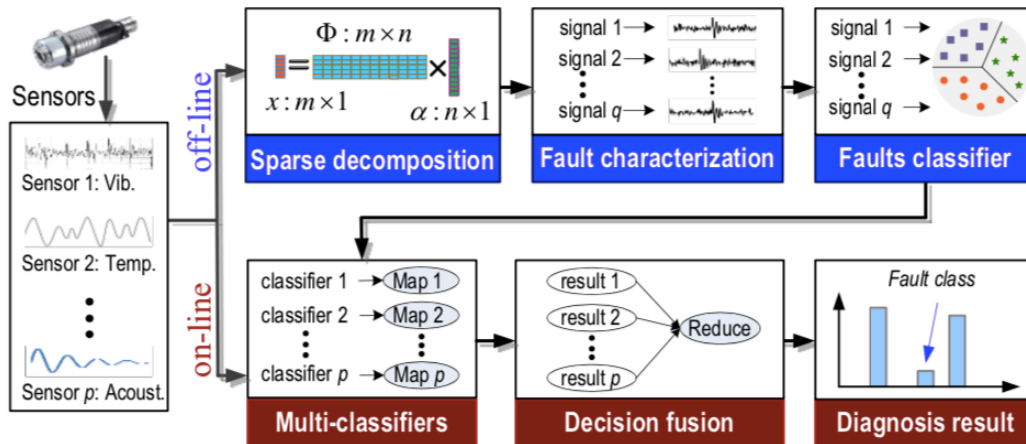 Sensors
Sensor 1: Vib.
Sensor 2: Temp.
Sensor p: Acoust.
off-line
on-line
Φ : m × n
=
×
x : m × 1
α : n × 1
Sparse decomposition
signal 1
signal 2
signal q
Fault characterization
signal 1
signal 2
signal q
Faults classifier
classifier 1 Map 1
classifier 2 Map 2
classifier p Map p
Multi-classifiers
result 1
result 2
Reduce
result p
Decision fusion
Fault class
Diagnosis result